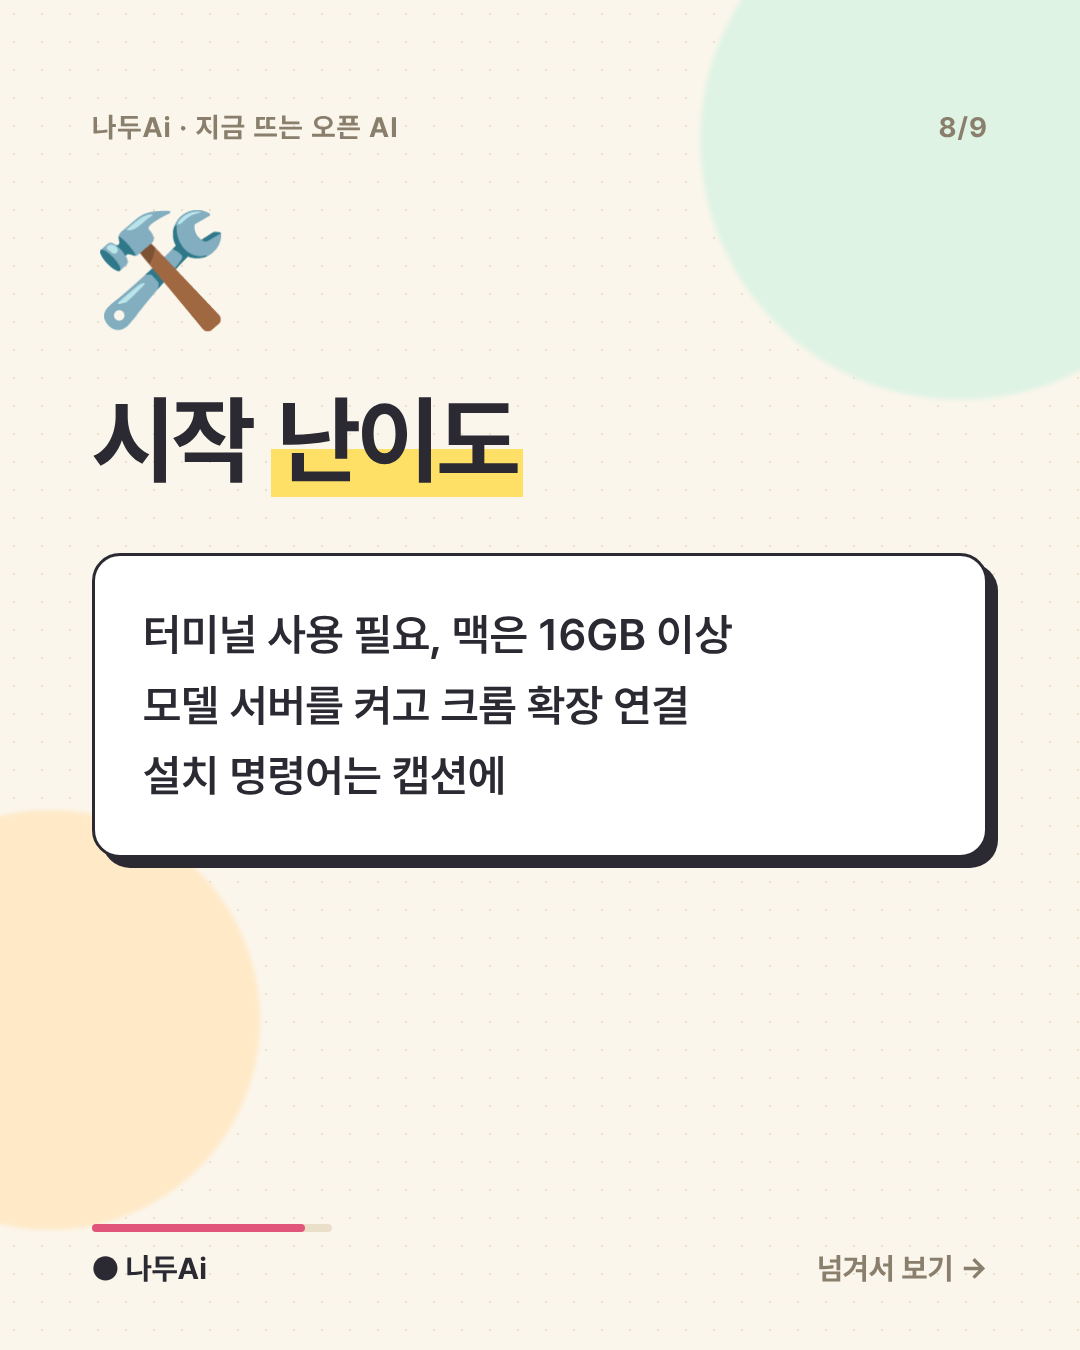 나두Ai · 지금 뜨는 오픈 AI
8/9
시작 난이도
터미널 사용 필요, 맥은 16GB 이상
모델 서버를 켜고 크롬 확장 연결
설치 명령어는 캡션에
나두Ai
넘겨서 보기 →